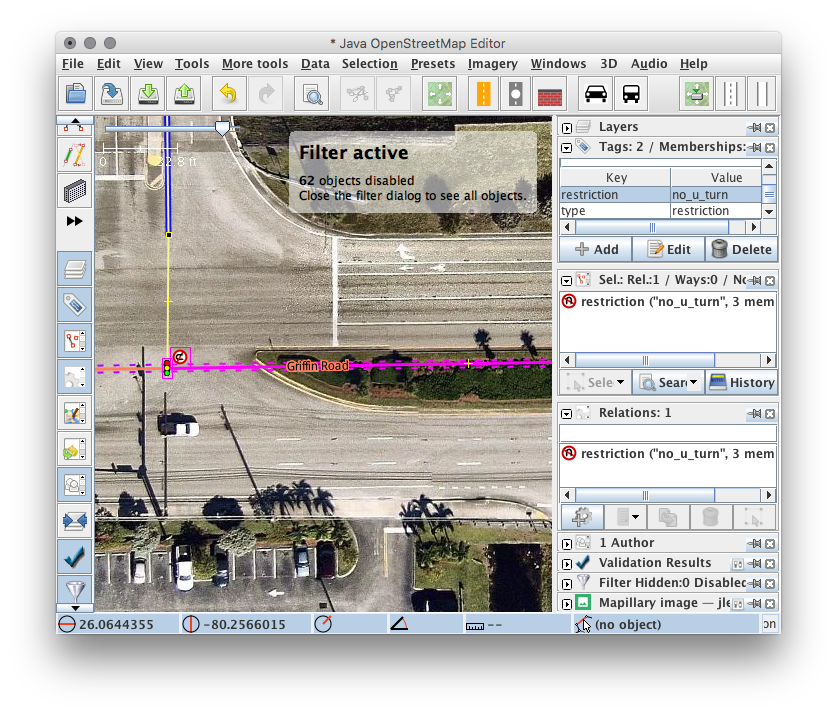 * Java OpenStreetMap Editor
File Edit View Tools More tools Data Selection Presets Imagery Windows 3D Audio Help
0 22.8 ft
Filter active
62 objects disabled
Close the filter dialog to see all objects.
Griffin Road
Layers
Tags: 2 / Memberships:
Key Value
restriction no_u_turn
type restriction
Add Edit Delete
Sel.: Rel.:1 / Ways:0 / No
restriction ("no_u_turn", 3 mem
Sele Sear History
Relations: 1
restriction ("no_u_turn", 3 mem
1 Author
Validation Results
Filter Hidden:0 Disabled
Mapillary image — jle
26.0644355 -80.2566015 -- (no object) on